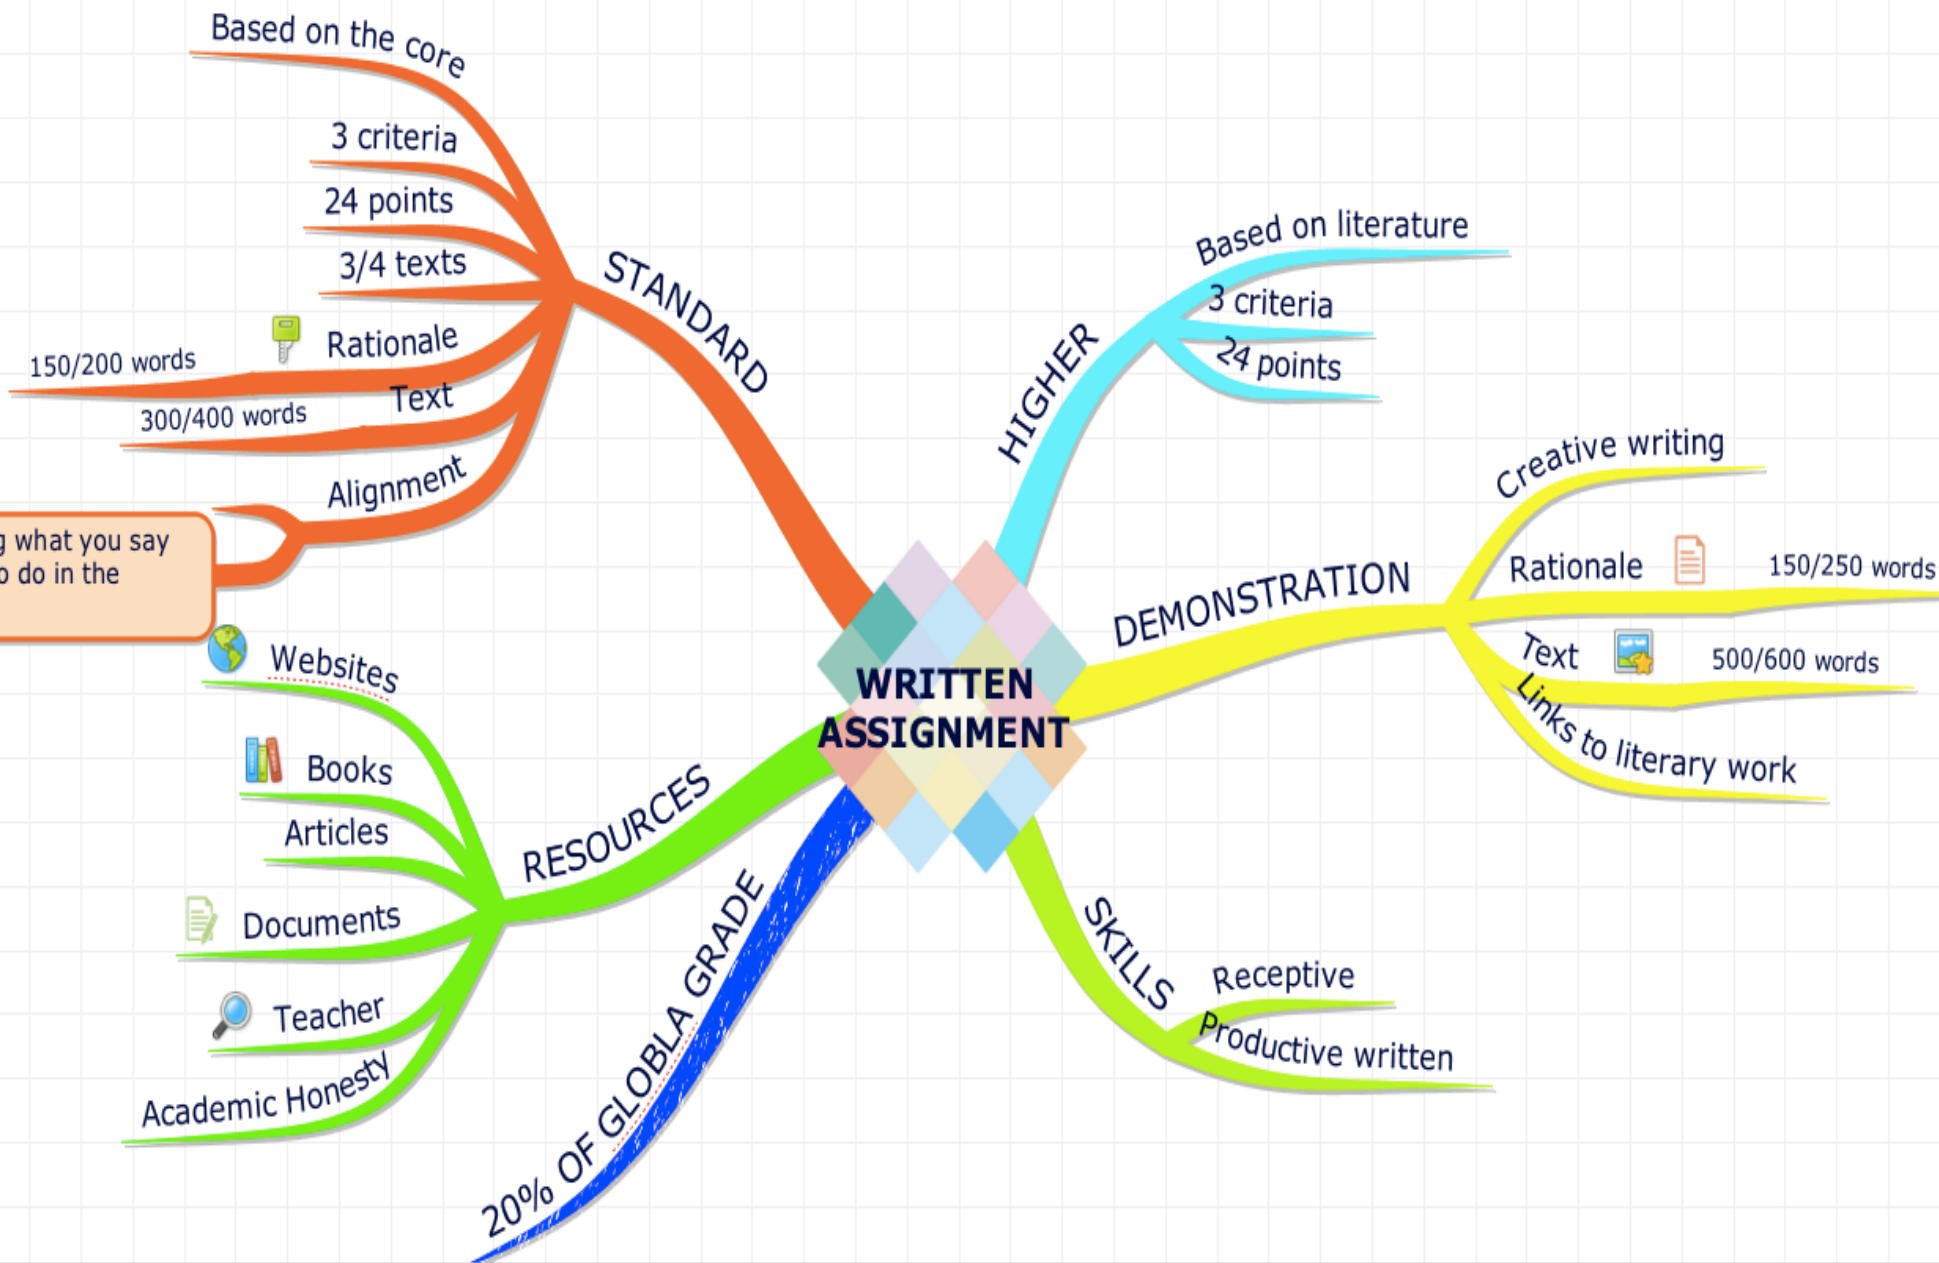 WRITTEN
ASSIGNMENT
STANDARD
Based on the core
3 criteria
24 points
3/4 texts
Rationale
150/200 words
Text
300/400 words
Alignment
what you say
do in the
HIGHER
Based on literature
3 criteria
24 points
DEMONSTRATION
Creative writing
Rationale
150/250 words
Text
500/600 words
Links to literary work
SKILLS
Receptive
Productive written
RESOURCES
Websites
Books
Articles
Documents
Teacher
Academic Honesty
20% OF GLOBLA GRADE